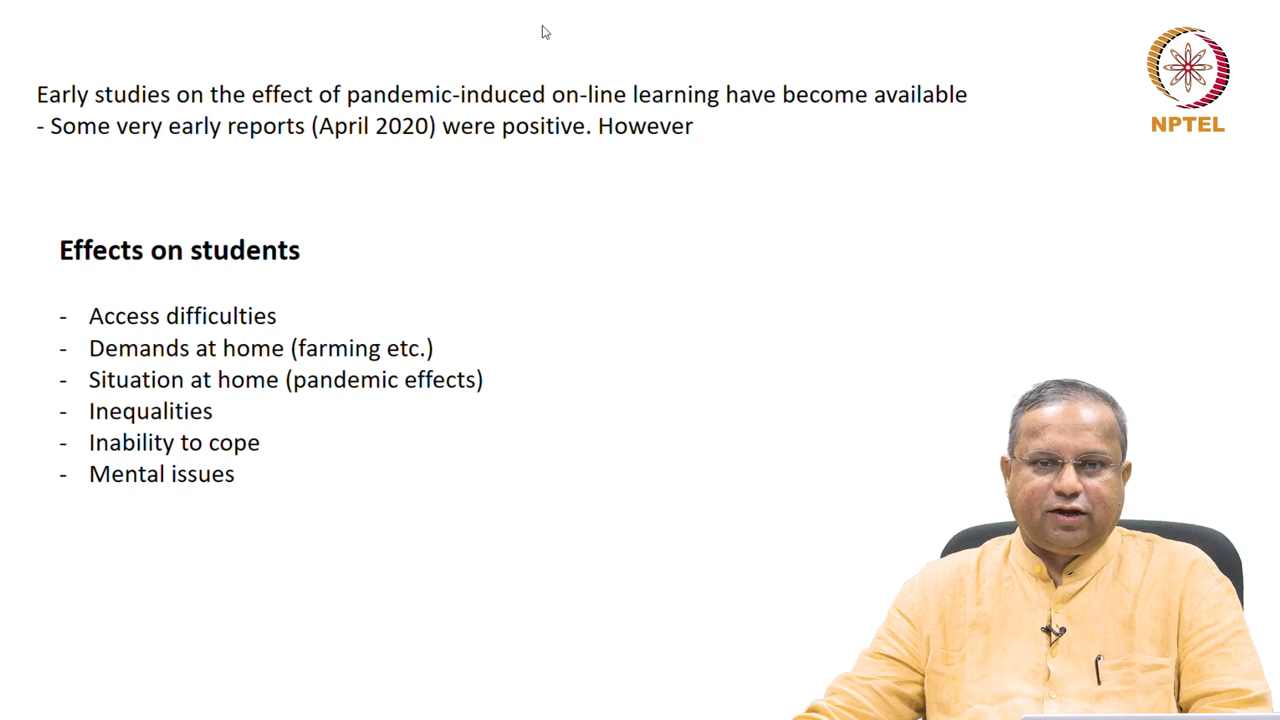 Early studies on the effect of pandemic-induced on-line learning have become available
- Some very early reports (April 2020) were positive. However
NPTEL
Effects on students
- Access difficulties
- Demands at home (farming etc.)
- Situation at home (pandemic effects)
- Inequalities
- Inability to cope
- Mental issues